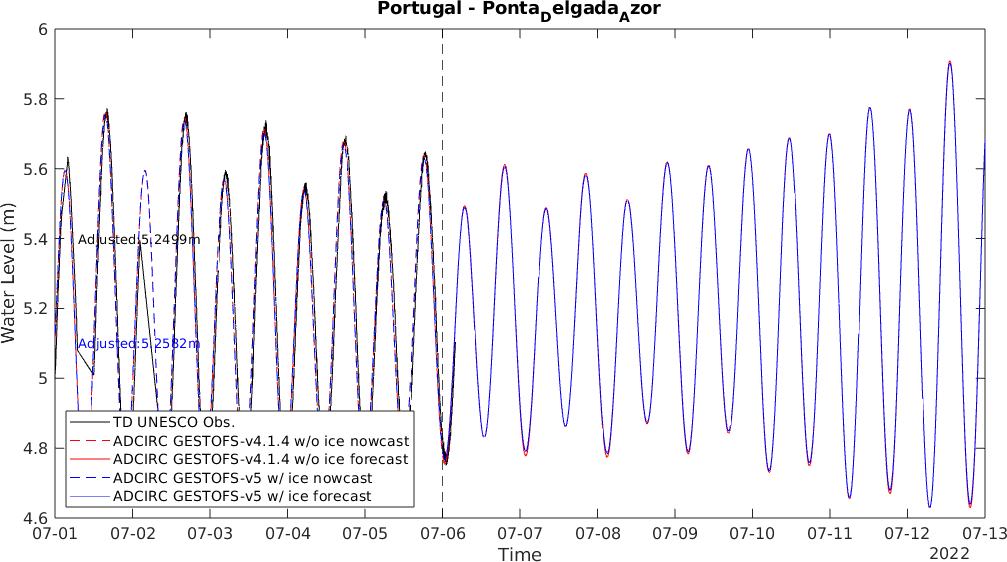 Portugal - Ponta_Delgada_Azor
Water Level (m)
6
5.8
5.6
5.4
5.2
5
4.8
4.6
Adjusted:5.2499m
Adjusted:5.2582m
TD UNESCO Obs.
ADCIRC GESTOFS-v4.1.4 w/o ice nowcast
ADCIRC GESTOFS-v4.1.4 w/o ice forecast
ADCIRC GESTOFS-v5 w/ ice nowcast
ADCIRC GESTOFS-v5 w/ ice forecast
07-01 07-02 07-03 07-04 07-05 07-06 07-07 07-08 07-09 07-10 07-11 07-12 07-13
Time
2022